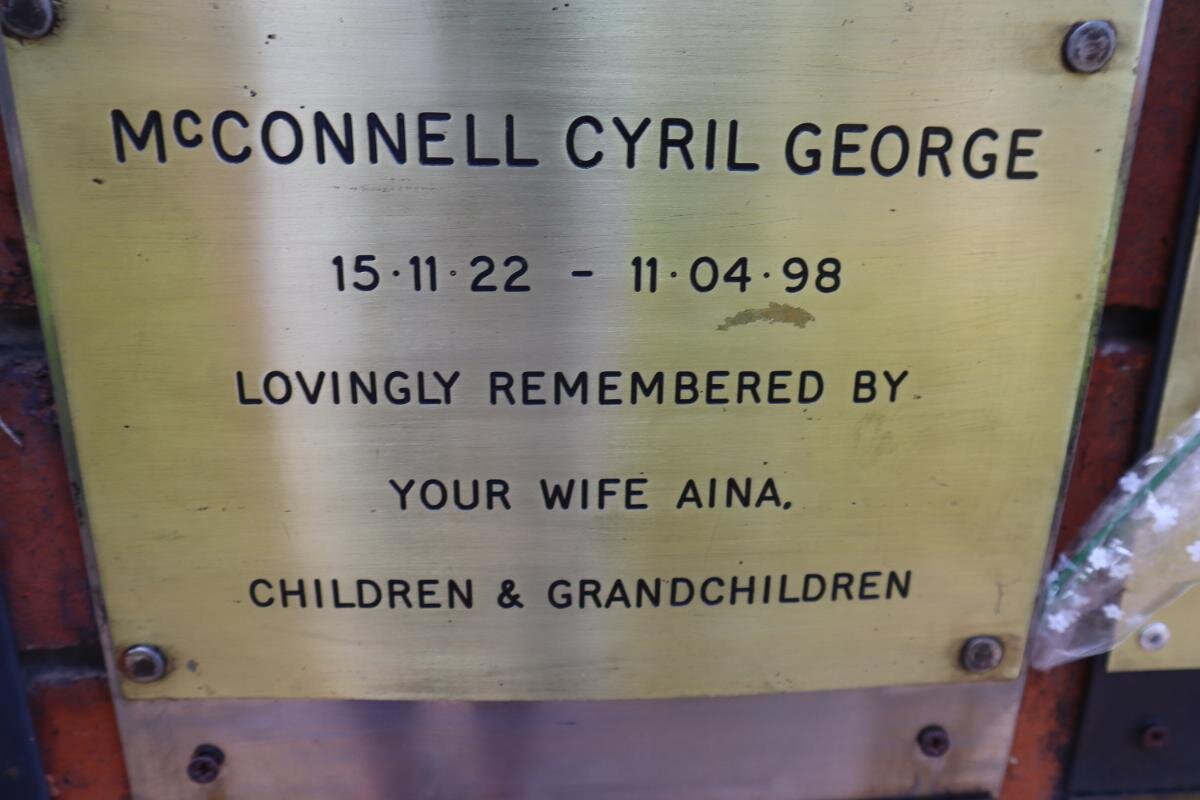 McCONNELL CYRIL GEORGE
15·11·22 - 11·04·98
LOVINGLY REMEMBERED BY
YOUR WIFE AINA,
CHILDREN & GRANDCHILDREN